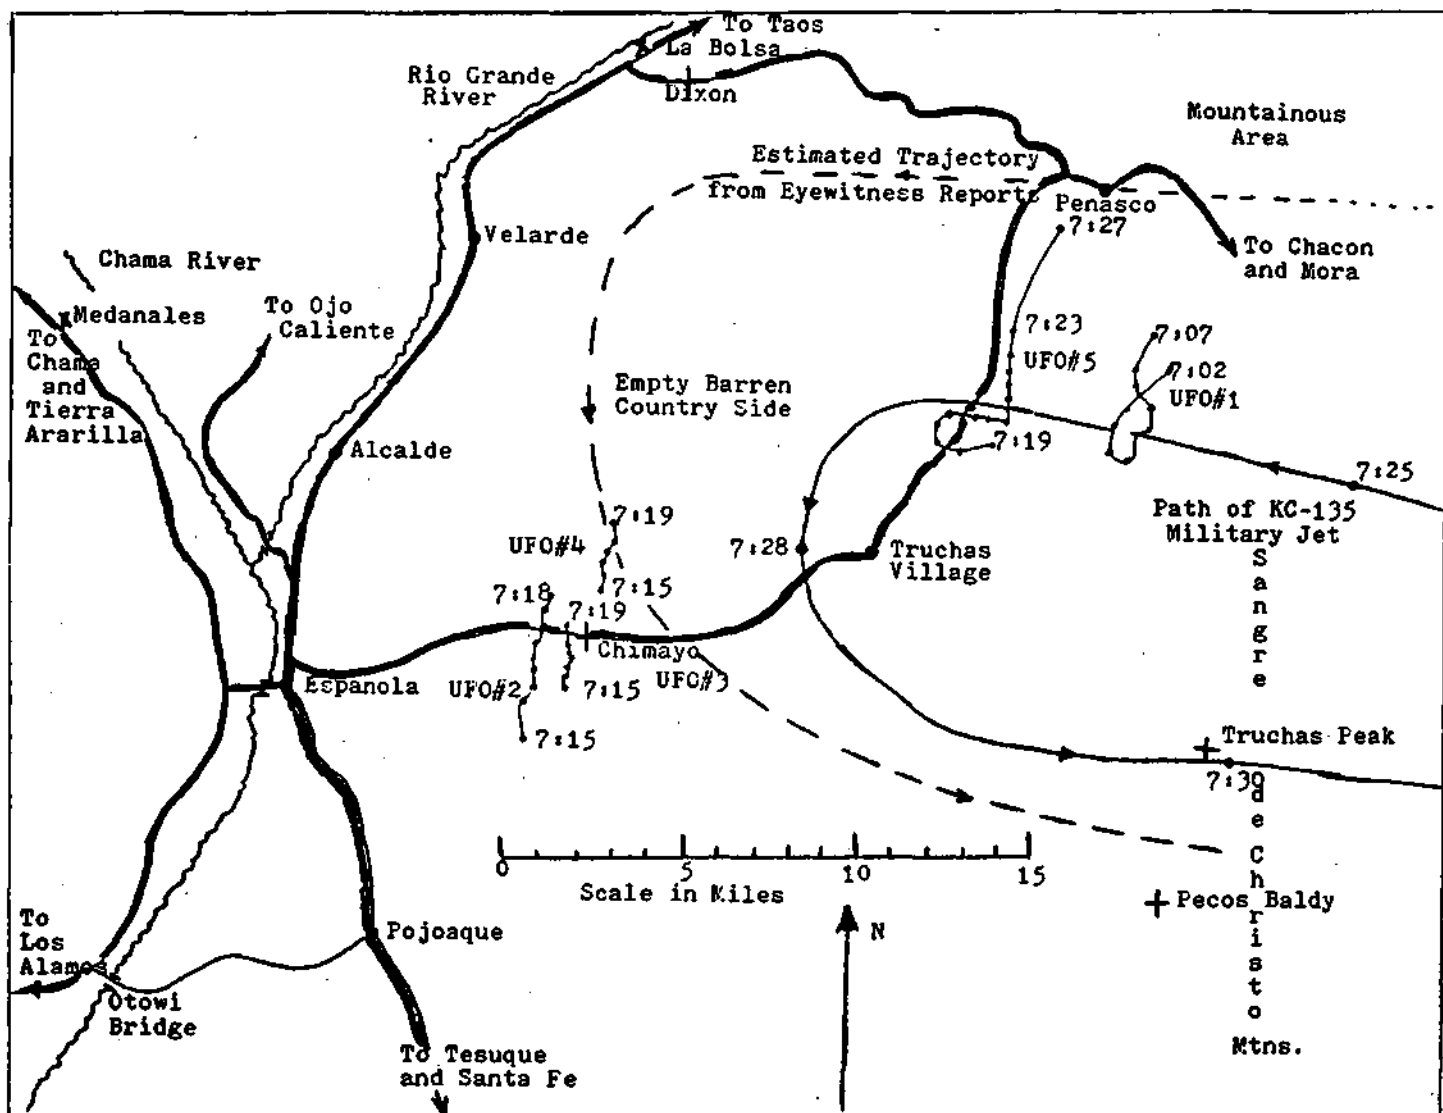 To Taos
La Bolsa
Rio Grande
River
Dixon
Mountainous
Area
Estimated Trajectory
from Eyewitness Reports
Penasco
7:27
To Chacon
and Mora
Velarde
Chama River
Medanales
To Ojo
Caliente
To
Chama
and
Tierra
Ararilla
7:23
UFO#5
7:07
7:02
UFO#1
Empty Barren
Country Side
Alcalde
7:19
7:25
Path of KC-135
Military Jet
7:19
UFO#4
7:28
Truchas
Village
7:15
7:18
7:19
Chimayo
Espanola
UFO#2
7:15
UFO#3
7:15
Sangre
de
Christo
Mtns.
Truchas Peak
7:30
0
5
10
15
Scale in Miles
Pecos Baldy
N
To
Los
Alamos
Pojoaque
Otowi
Bridge
To Tesuque
and Santa Fe